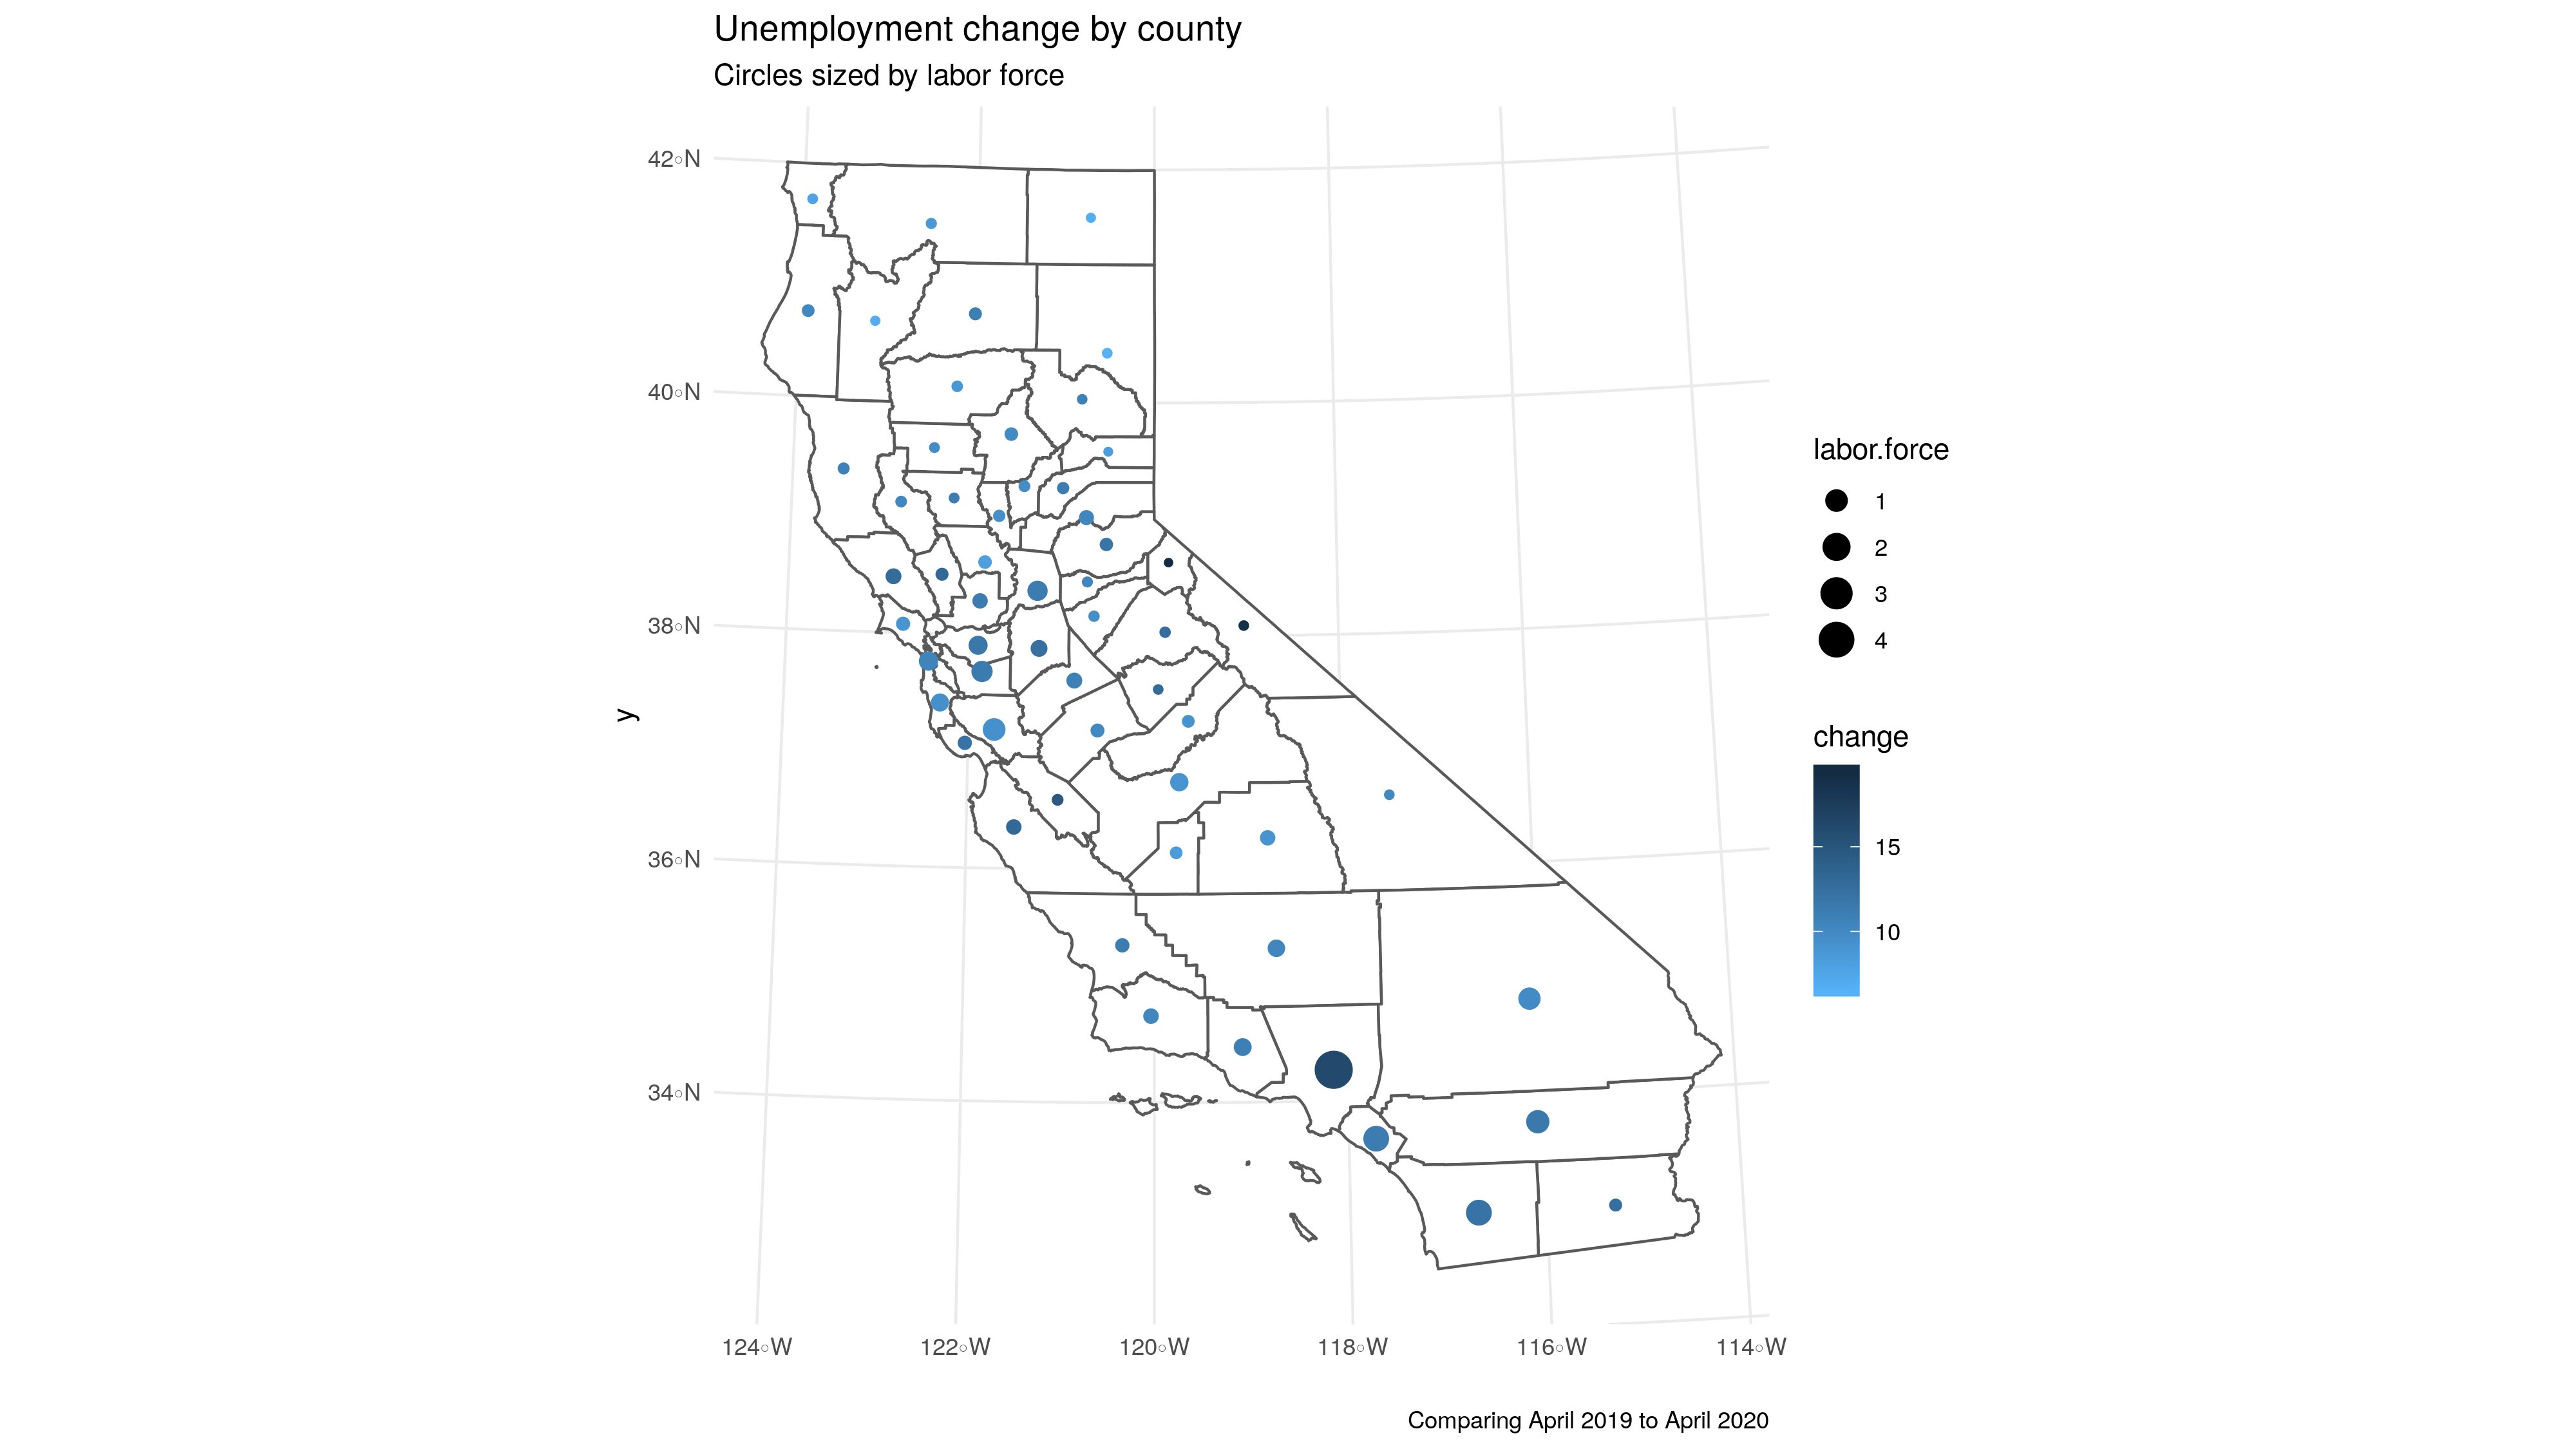 Unemployment change by county
Circles sized by labor force
42◦N
40◦N
38◦N
36◦N
34◦N
y
124◦W 122◦W 120◦W 118◦W 116◦W 114◦W
labor.force
1
2
3
4
change
15
10
Comparing April 2019 to April 2020